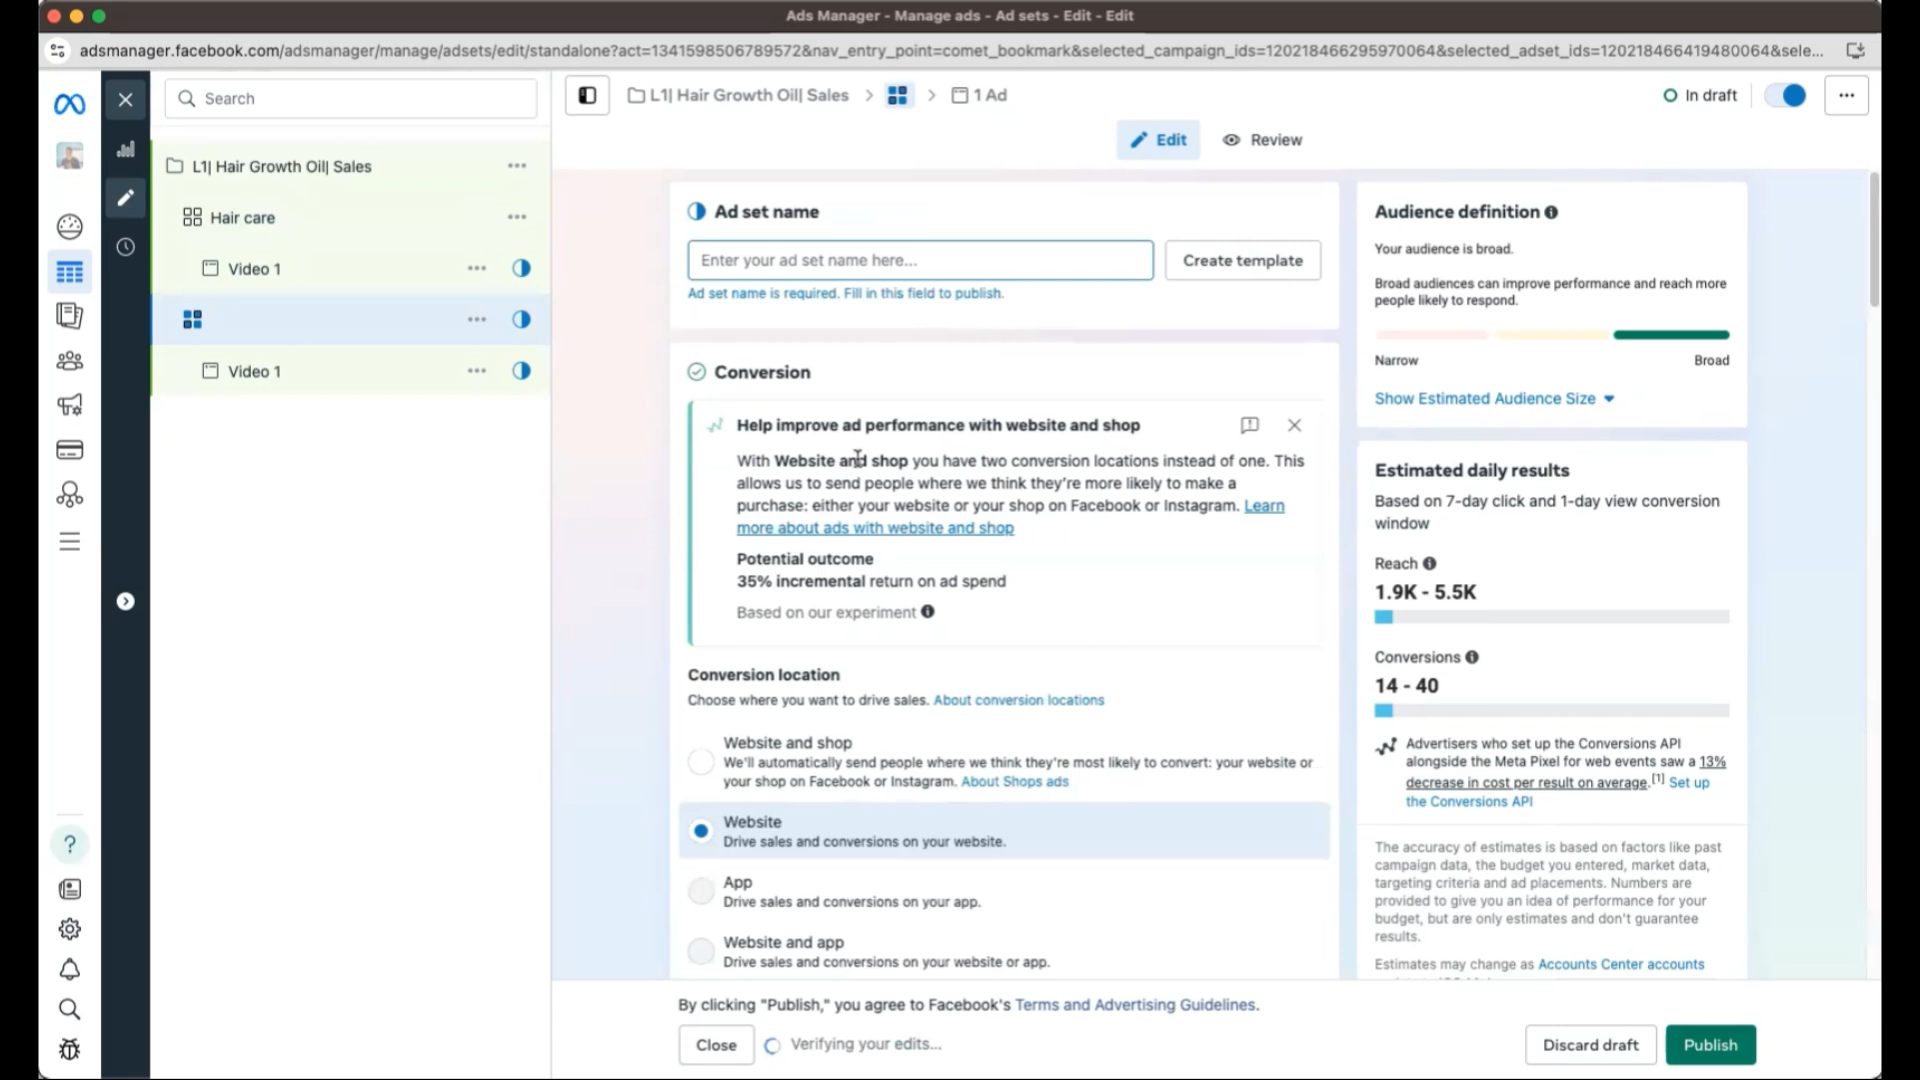 Ads Manager - Manage ads - Ad sets - Edit - Edit
adsmanager.facebook.com/adsmanager/manage/adsets/edit/standalone?act=1341598506789572&nav_entry_point=comet_bookmark&selected_campaign_ids=120218466295970064&selected_adset_ids=120218466419480064&sele...
Search
L1| Hair Growth Oil| Sales
1 Ad
In draft
Edit
Review
L1| Hair Growth Oil| Sales
Hair care
Video 1
Video 1
Ad set name
Enter your ad set name here...
Create template
Ad set name is required. Fill in this field to publish.
Conversion
Help improve ad performance with website and shop
With Website and shop you have two conversion locations instead of one. This
allows us to send people where we think they're more likely to make a
purchase: either your website or your shop on Facebook or Instagram. Learn
more about ads with website and shop
Potential outcome
35% incremental return on ad spend
Based on our experiment
Conversion location
Choose where you want to drive sales. About conversion locations
Website and shop
We'll automatically send people where we think they're most likely to convert: your website or
your shop on Facebook or Instagram. About Shops ads
Website
Drive sales and conversions on your website.
App
Drive sales and conversions on your app.
Website and app
Drive sales and conversions on your website or app.
Audience definition
Your audience is broad.
Broad audiences can improve performance and reach more
people likely to respond.
Narrow
Broad
Show Estimated Audience Size
Estimated daily results
Based on 7-day click and 1-day view conversion
window
Reach
1.9K - 5.5K
Conversions
14 - 40
Advertisers who set up the Conversions API
alongside the Meta Pixel for web events saw a 13%
decrease in cost per result on average.[1] Set up
the Conversions API
The accuracy of estimates is based on factors like past
campaign data, the budget you entered, market data,
targeting criteria and ad placements. Numbers are
provided to give you an idea of performance for your
budget, but are only estimates and don't guarantee
results.
Estimates may change as Accounts Center accounts
By clicking "Publish," you agree to Facebook's Terms and Advertising Guidelines.
Close
Verifying your edits...
Discard draft
Publish